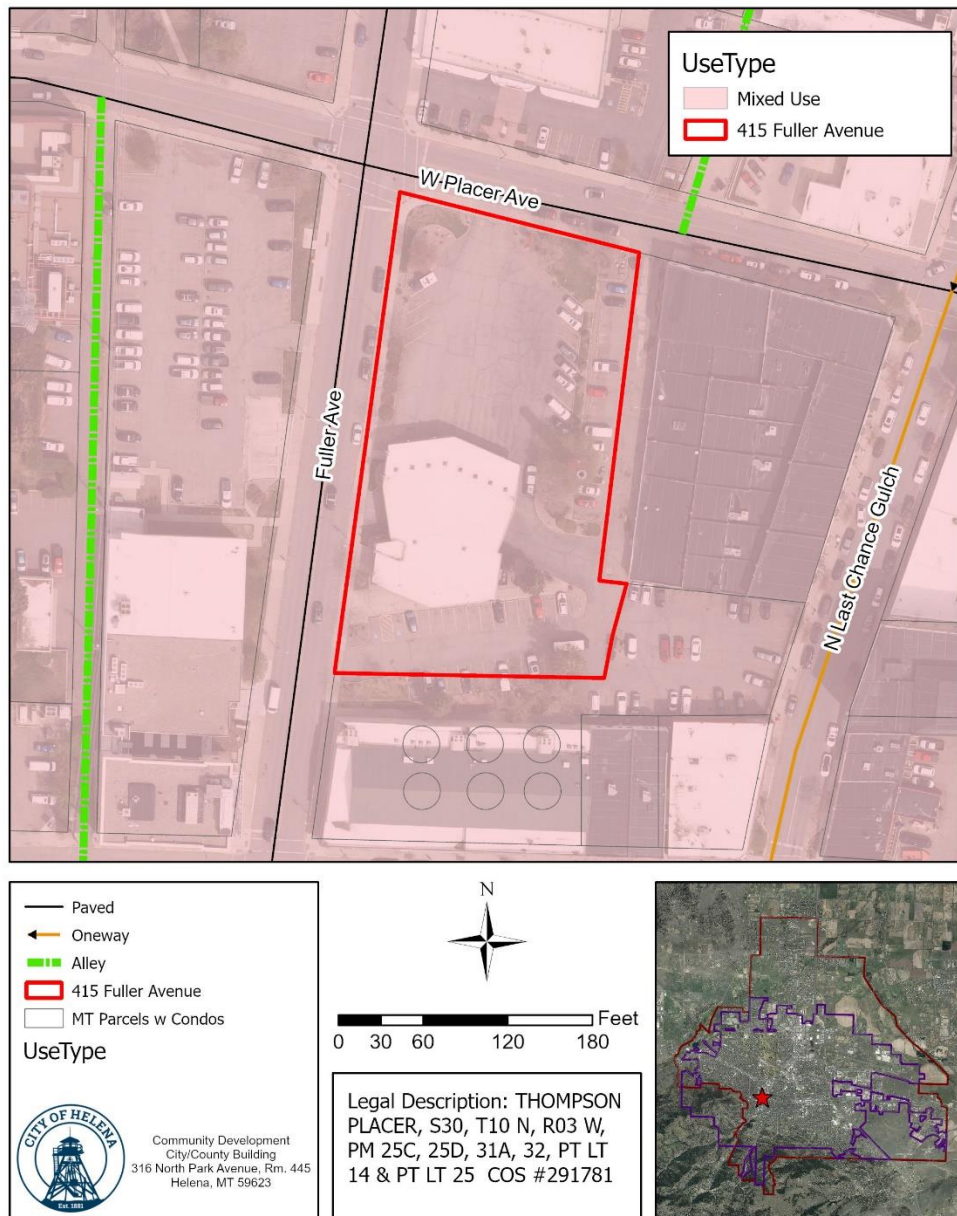 UseType
Mixed Use
415 Fuller Avenue
W Placer Ave
Fuller Ave
N Last Chance Gulch
Paved
Oneway
Alley
415 Fuller Avenue
MT Parcels w Condos
UseType
CITY OF HELENA
Est. 1881
Community Development
City/County Building
316 North Park Avenue, Rm. 445
Helena, MT 59623
N
Feet
0 30 60 120 180
Legal Description: THOMPSON
PLACER, S30, T10 N, R03 W,
PM 25C, 25D, 31A, 32, PT LT
14 & PT LT 25 COS #291781